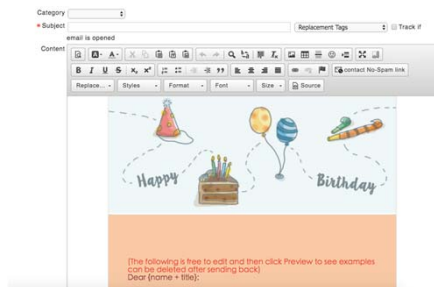 Category
* Subject
Replacement Tags
Track if
email is opened
Content
contact No-Spam link
Replace...
Styles
Format
Font
Size
Source
Happy
Birthday
(The following is free to edit and then click Preview to see examples
can be deleted after sending back)
Dear {name + title}: